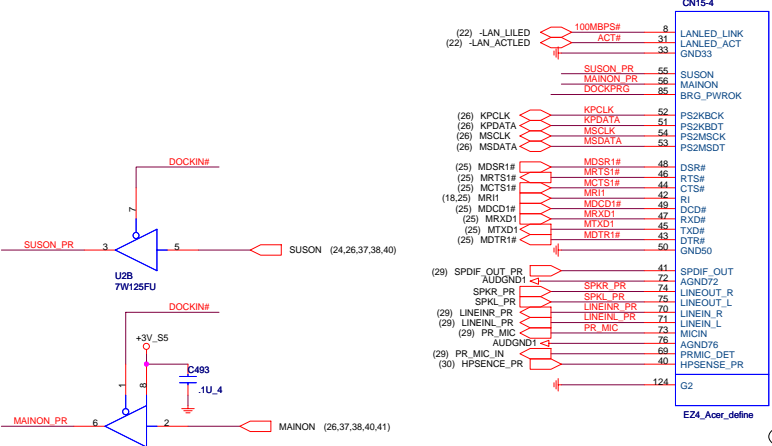 CN15-4
(22) -LAN_LILED 100MBPS# 8 LANLED_LINK
(22) -LAN_ACTLED ACT# 31 LANLED_ACT
33 GND33
SUSON_PR 55 SUSON
MAINON_PR 56 MAINON
DOCKPRG 85 BRG_PWROK
(26) KPCLK KPCLK 52 PS2KBCK
(26) KPDATA KPDATA 51 PS2KBDT
(26) MSCLK MSCLK 54 PS2MSCK
(26) MSDATA MSDATA 53 PS2MSDT
(25) MDSR1# MDSR1# 48 DSR#
(25) MRTS1# MRTS1# 46 RTS#
(25) MCTS1# MCTS1# 44 CTS#
(18,25) MRI1 MRI1 42 RI
(25) MDCD1# MDCD1# 49 DCD#
(25) MRXD1 MRXD1 47 RXD#
(25) MTXD1 MTXD1 45 TXD#
(25) MDTR1# MDTR1# 43 DTR#
50 GND50
(29) SPDIF_OUT_PR 41 SPDIF_OUT
AUDGND1 72 AGND72
SPKR_PR SPKR_PR 74 LINEOUT_R
SPKL_PR SPKL_PR 75 LINEOUT_L
(29) LINEINR_PR LINEINR_PR 70 LINEIN_R
(29) LINEINL_PR LINEINL_PR 71 LINEIN_L
(29) PR_MIC PR_MIC 73 MICIN
AUDGND1 76 AGND76
(29) PR_MIC_IN 69 PRMIC_DET
(30) HPSENCE_PR 40 HPSENSE_PR
124 G2
EZ4_Acer_define
DOCKIN#
7
SUSON_PR 3 5 SUSON (24,26,37,38,40)
U2B
7W125FU
DOCKIN#
+3V_S5
1 8 C493
.1U_4
MAINON_PR 6 2 MAINON (26,37,38,40,41)